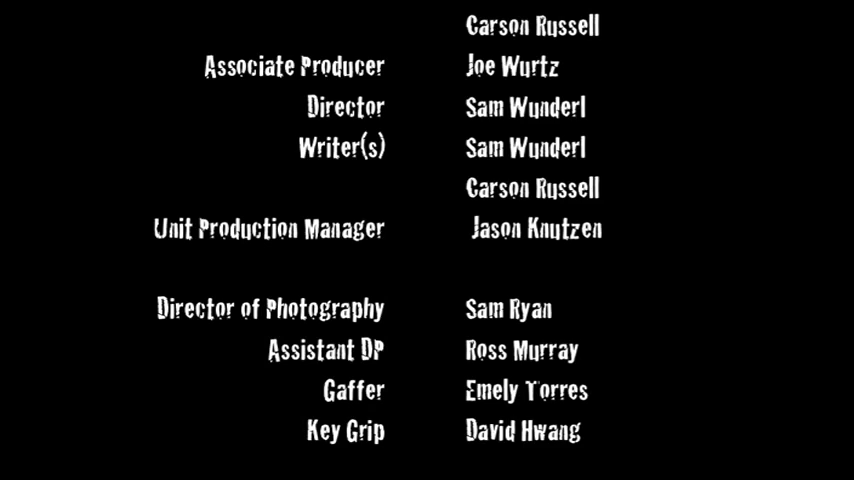 Carson Russell
Associate Producer Joe Wurtz
Director Sam Wunderl
Writer(s) Sam Wunderl
Carson Russell
Unit Production Manager Jason Knutzen
Director of Photography Sam Ryan
Assistant DP Ross Murray
Gaffer Emely Torres
Key Grip David Hwang